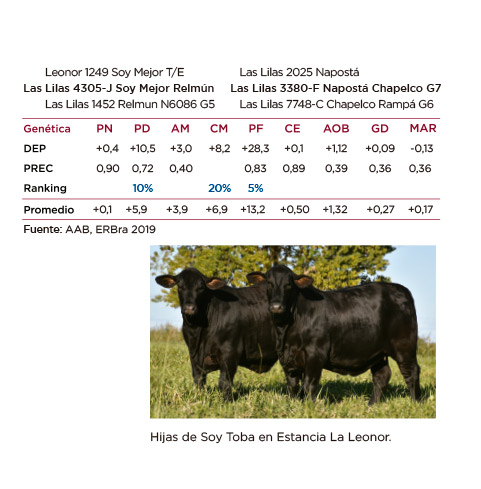 Leonor 1249 Soy Mejor T/E Las Lilas 2025 Napostá
Las Lilas 4305-J Soy Mejor Relmún Las Lilas 3380-F Napostá Chapelco G7
Las Lilas 1452 Relmun N6086 G5 Las Lilas 7748-C Chapelco Rampá G6
Genética PN PD AM CM PF CE AOB GD MAR
DEP +0,4 +10,5 +3,0 +8,2 +28,3 +0,1 +1,12 +0,09 -0,13
PREC 0,90 0,72 0,40 0,83 0,89 0,39 0,36 0,36
Ranking 10% 20% 5%
Promedio +0,1 +5,9 +3,9 +6,9 +13,2 +0,50 +1,32 +0,27 +0,17
Fuente: AAB, ERBra 2019
Hijas de Soy Toba en Estancia La Leonor.